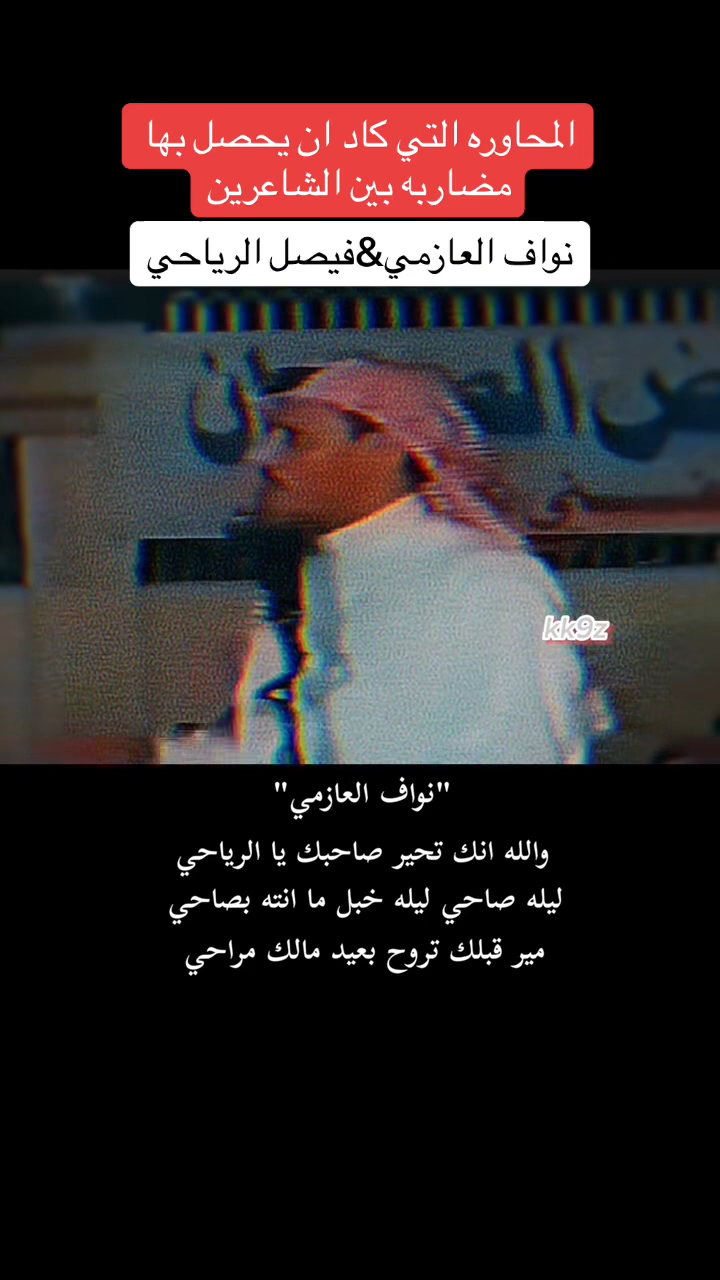 المحاوره التي كاد ان يحصل بها
مضاربه بين الشاعرين
نواف العازمي&فيصل الرياحي
kk9z
"نواف العازمي"
والله انك تحير صاحبك يا الرياحي
ليله صاحي ليله خبل ما انته بصاحي
مير قبلك تروح بعيد مالك مراحي